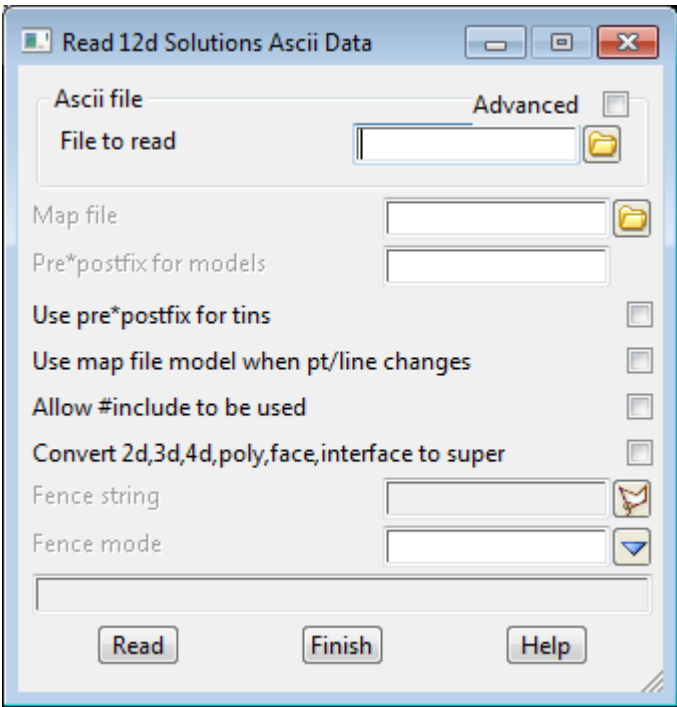 Read 12d Solutions Ascii Data
Ascii file
Advanced
File to read
Map file
Pre*postfix for models
Use pre*postfix for tins
Use map file model when pt/line changes
Allow #include to be used
Convert 2d,3d,4d,poly,face,interface to super
Fence string
Fence mode
Read Finish Help